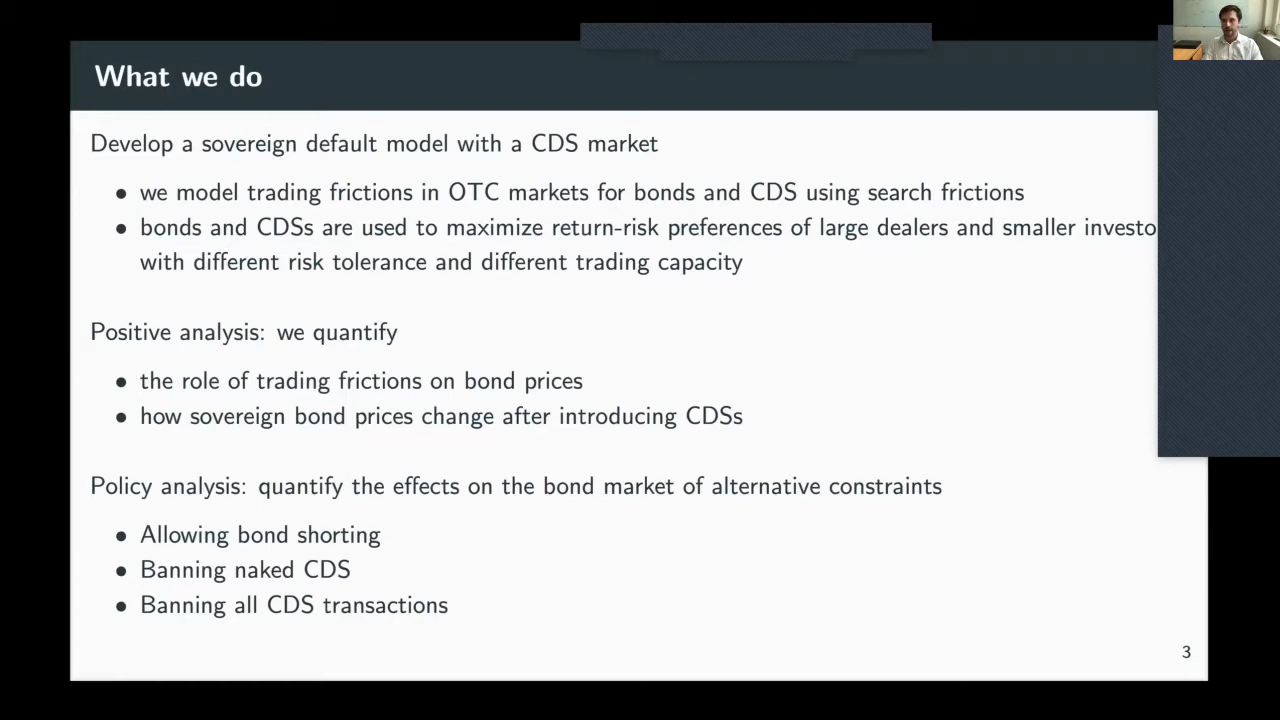 What we do
Develop a sovereign default model with a CDS market
• we model trading frictions in OTC markets for bonds and CDS using search frictions
• bonds and CDSs are used to maximize return-risk preferences of large dealers and smaller investo
with different risk tolerance and different trading capacity
Positive analysis: we quantify
• the role of trading frictions on bond prices
• how sovereign bond prices change after introducing CDSs
Policy analysis: quantify the effects on the bond market of alternative constraints
• Allowing bond shorting
• Banning naked CDS
• Banning all CDS transactions
3